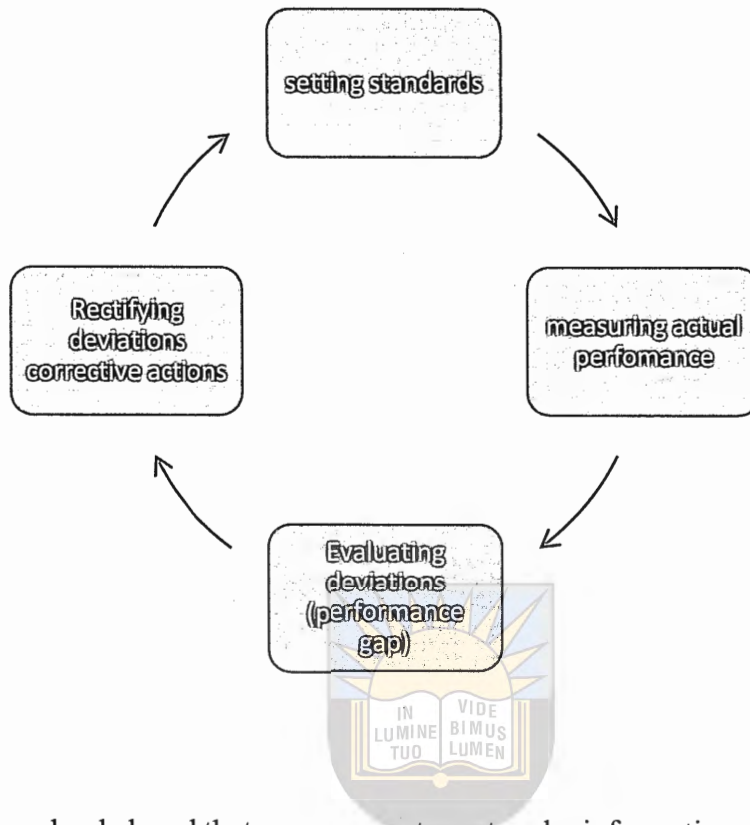 setting standards
Rectifying
deviations
corrective actions
measuring actual
perfomance
Evaluating
deviations
(performance
gap)
IN
LUMINE
TUO
VIDE
BIMUS
LUMEN